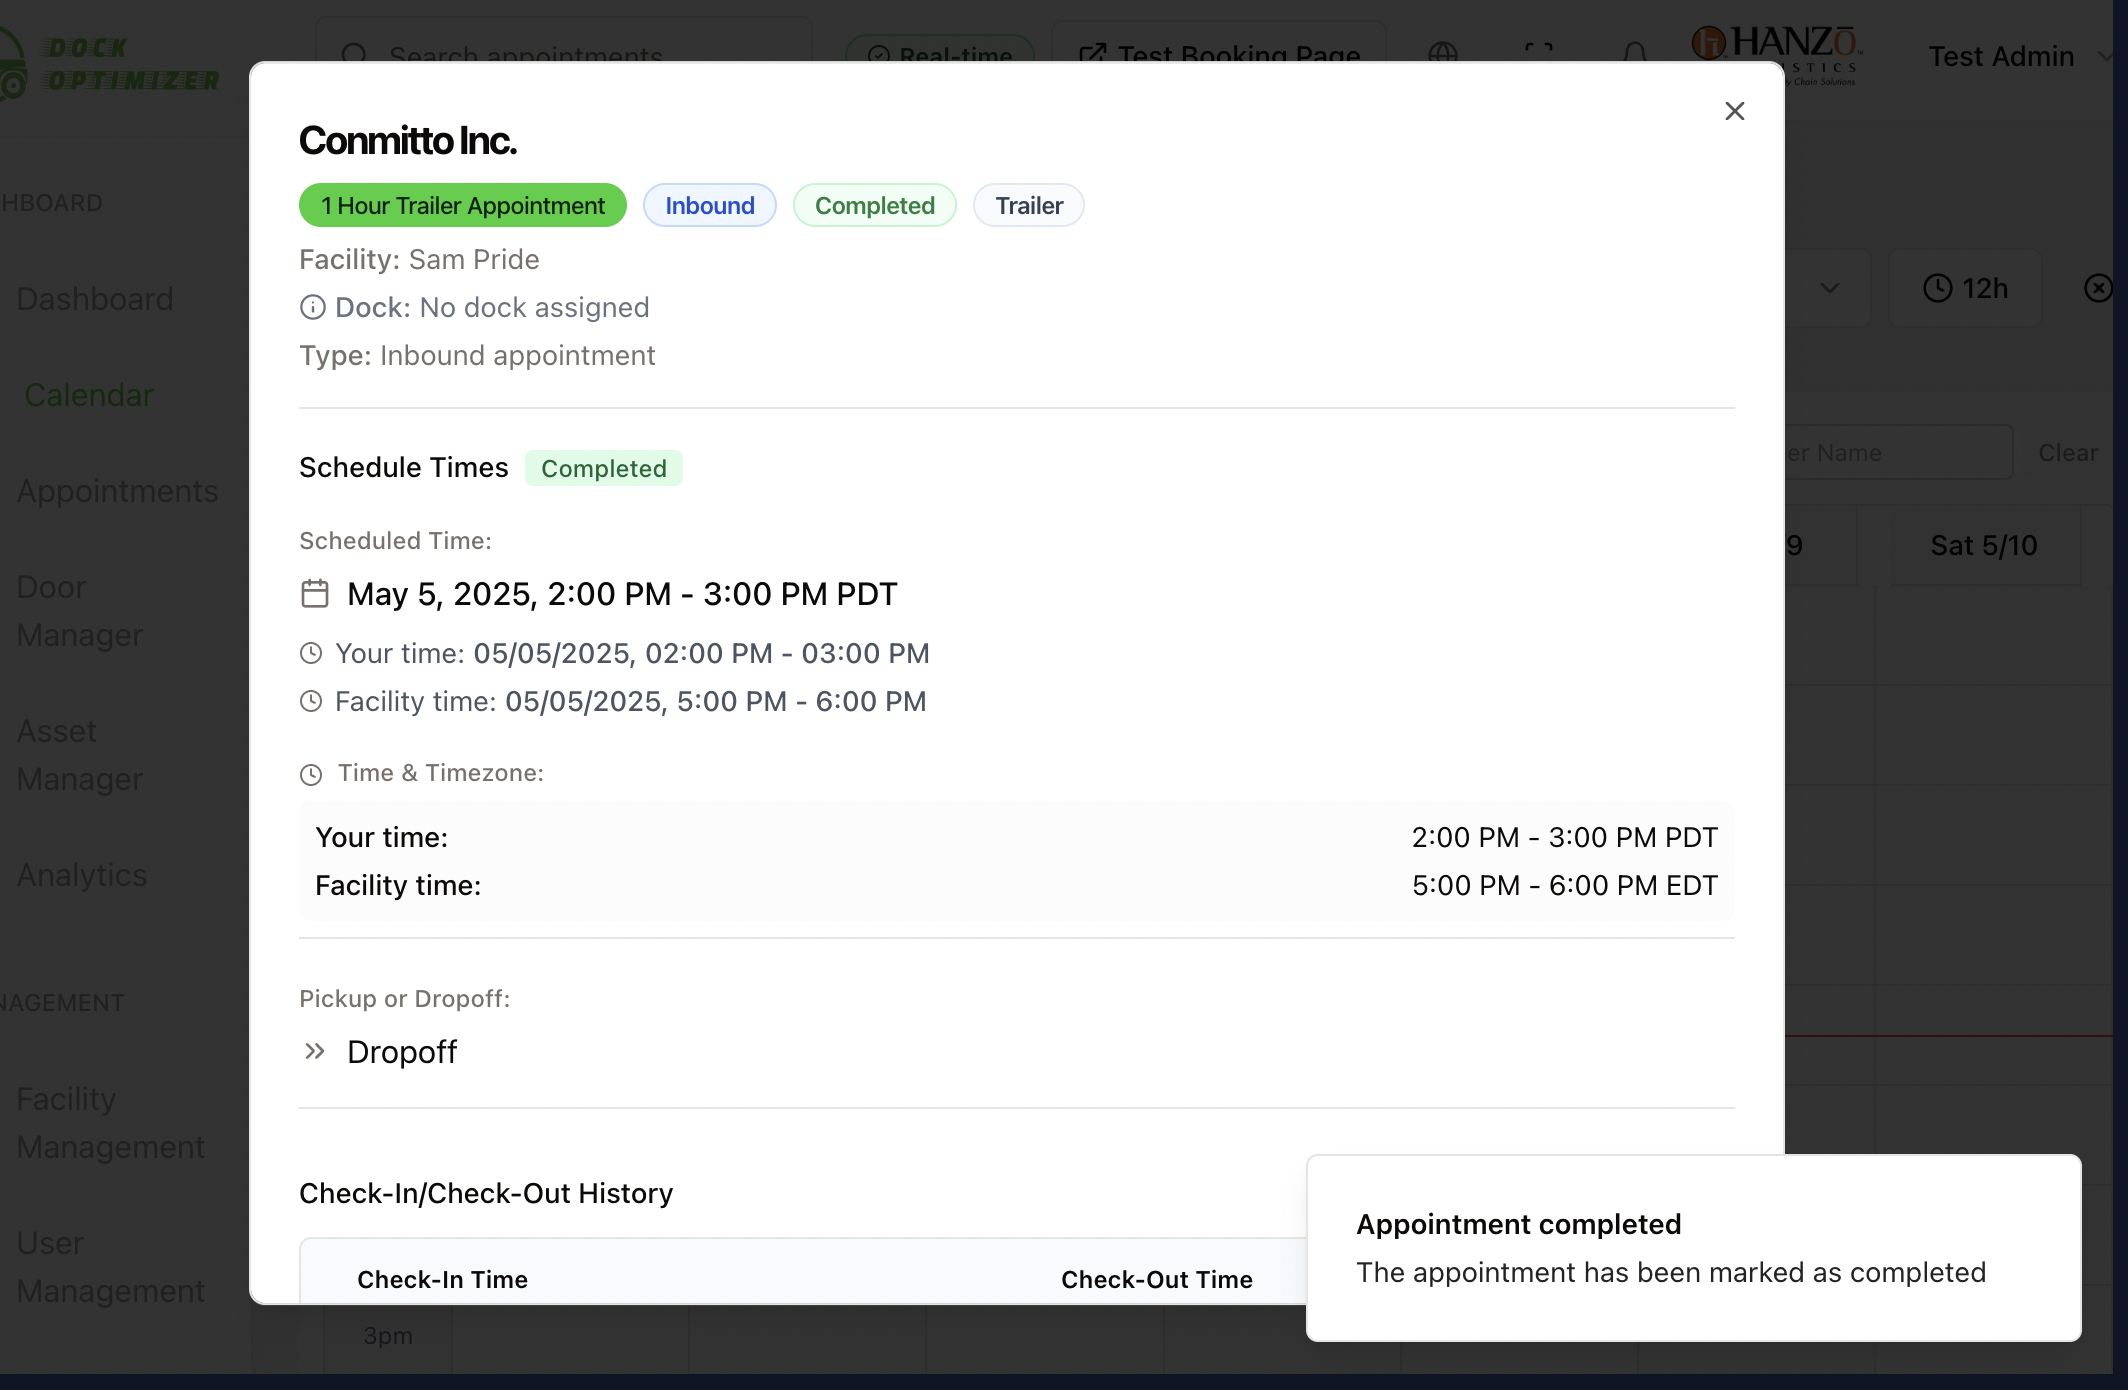 DOCK
OPTIMIZER
Search appointments
Real-time
Test Booking Page
HANZō
Test Admin
Conmitto Inc.
1 Hour Trailer Appointment
Inbound
Completed
Trailer
Facility: Sam Pride
Dock: No dock assigned
Type: Inbound appointment
Schedule Times
Completed
Scheduled Time:
May 5, 2025, 2:00 PM - 3:00 PM PDT
Your time: 05/05/2025, 02:00 PM - 03:00 PM
Facility time: 05/05/2025, 5:00 PM - 6:00 PM
Time & Timezone:
Your time:
2:00 PM - 3:00 PM PDT
Facility time:
5:00 PM - 6:00 PM EDT
Pickup or Dropoff:
Dropoff
Check-In/Check-Out History
Check-In Time
Check-Out Time
Appointment completed
The appointment has been marked as completed
HBOARD
Dashboard
Calendar
Appointments
Door
Manager
Asset
Manager
Analytics
NAGEMENT
Facility
Management
User
Management
12h
er Name
Clear
9
Sat 5/10
3pm